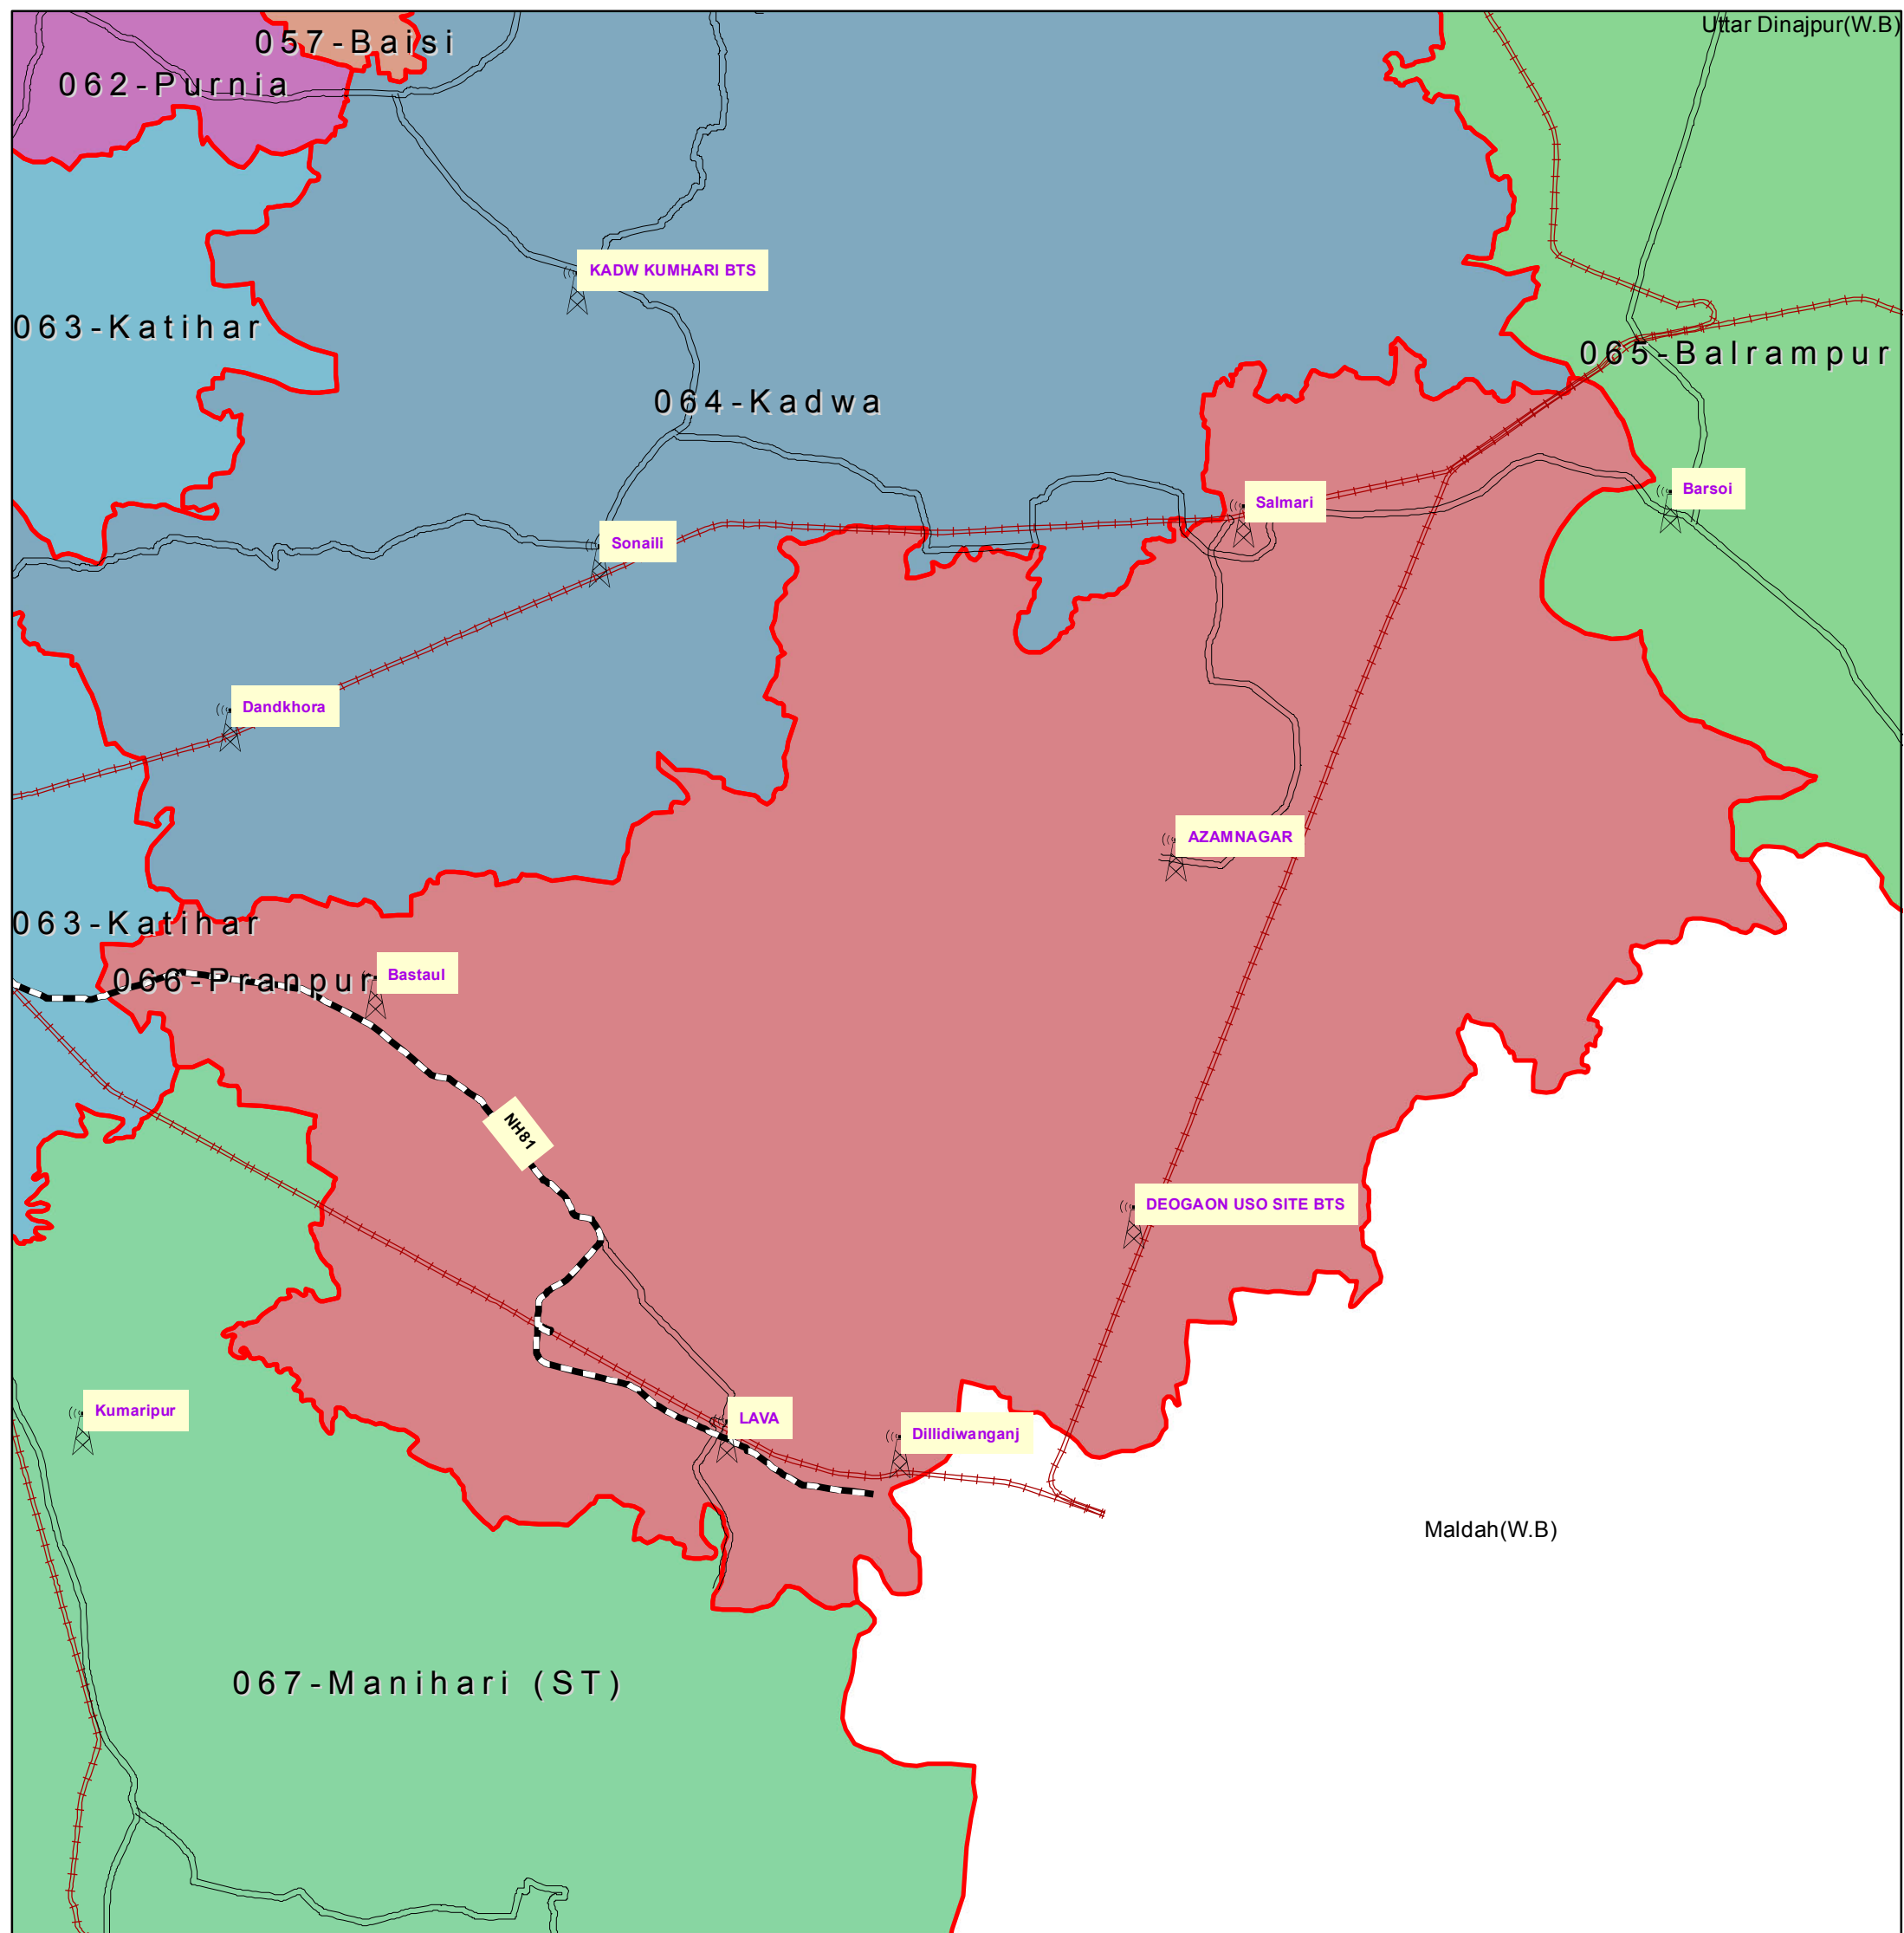 Uttar Dinajpur(W.B)
057-Baisi
062-Purnia
KADW KUMHARI BTS
063-Katihar
065-Balrampur
064-Kadwa
Barsoi
Salmari
Sonaili
Dandkhora
AZAMNAGAR
063-Katihar
066-Pranpur
Bastaul
NH81
DEOGAON USO SITE BTS
Kumaripur
LAVA
Dillidiwanganj
Maldah(W.B)
067-Manihari (ST)